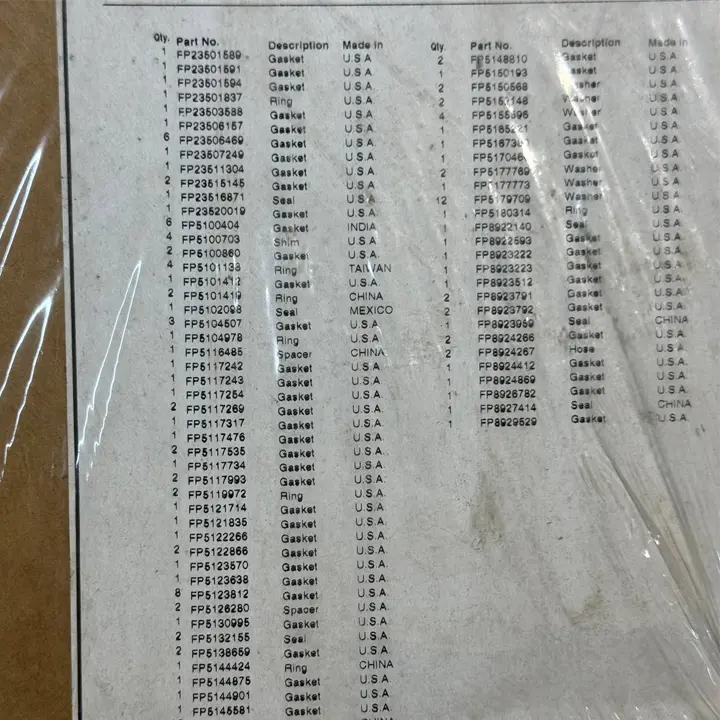 Qty. Part No. Description Made in
1 FP23501589 Gasket U.S.A.
1 FP23501591 Gasket U.S.A.
1 FP23501594 Gasket U.S.A.
1 FP23501837 Ring U.S.A.
1 FP23503588 Gasket U.S.A.
1 FP23506157 Gasket U.S.A.
6 FP23506469 Gasket U.S.A.
1 FP23507249 Gasket U.S.A.
1 FP23511304 Gasket U.S.A.
2 FP23515145 Gasket U.S.A.
1 FP23516871 Seal U.S.A.
1 FP23520019 Gasket U.S.A.
6 FP5100404 Gasket INDIA
4 FP5100703 Shim U.S.A.
2 FP5100860 Gasket U.S.A.
4 FP5101138 Ring TAIWAN
1 FP5101412 Gasket U.S.A.
2 FP5101419 Ring CHINA
1 FP5102098 Seal MEXICO
3 FP5104507 Gasket U.S.A.
1 FP5104978 Ring U.S.A.
1 FP5116485 Spacer CHINA
1 FP5117242 Gasket U.S.A.
1 FP5117243 Gasket U.S.A.
1 FP5117254 Gasket U.S.A.
2 FP5117269 Gasket U.S.A.
1 FP5117317 Gasket U.S.A.
1 FP5117476 Gasket U.S.A.
2 FP5117535 Gasket U.S.A.
1 FP5117734 Gasket U.S.A.
2 FP5117993 Gasket U.S.A.
2 FP5119972 Ring U.S.A.
1 FP5121714 Gasket U.S.A.
1 FP5121835 Gasket U.S.A.
1 FP5122266 Gasket U.S.A.
2 FP5122866 Gasket U.S.A.
1 FP5123570 Gasket U.S.A.
1 FP5123638 Gasket U.S.A.
8 FP5123812 Gasket U.S.A.
2 FP5126280 Spacer U.S.A.
1 FP5130995 Gasket U.S.A.
2 FP5132155 Seal U.S.A.
2 FP5138659 Gasket U.S.A.
1 FP5144424 Ring CHINA
1 FP5144875 Gasket U.S.A.
1 FP5144901 Gasket U.S.A.
1 FP5145581 Gasket U.S.A.
Qty. Part No. Description Made in
2 FP5148810 Gasket U.S.A.
1 FP5150193 Gasket U.S.A.
2 FP5150568 Washer U.S.A.
2 Washer U.S.A.
4 Washer U.S.A.
1 Gasket U.S.A.
1 Gasket U.S.A.
1 Gasket U.S.A.
2 FP5177769 Washer U.S.A.
1 FP5177773 Washer U.S.A.
12 FP5179709 Washer U.S.A.
1 FP5180314 Ring U.S.A.
1 FP8922140 Seal U.S.A.
1 FP8922593 Gasket U.S.A.
1 FP8923222 Gasket U.S.A.
1 FP8923223 Gasket U.S.A.
1 FP8923512 Gasket U.S.A.
2 FP8923791 Gasket U.S.A.
2 FP8923792 Gasket U.S.A.
1 FP8923959 Seal CHINA
2 FP8924266 Gasket U.S.A.
2 FP8924267 Hose U.S.A.
1 FP8924412 Gasket U.S.A.
1 FP8924869 Gasket U.S.A.
1 FP8926782 Gasket U.S.A.
1 FP8927414 Seal CHINA
1 FP8929529 Gasket U.S.A.